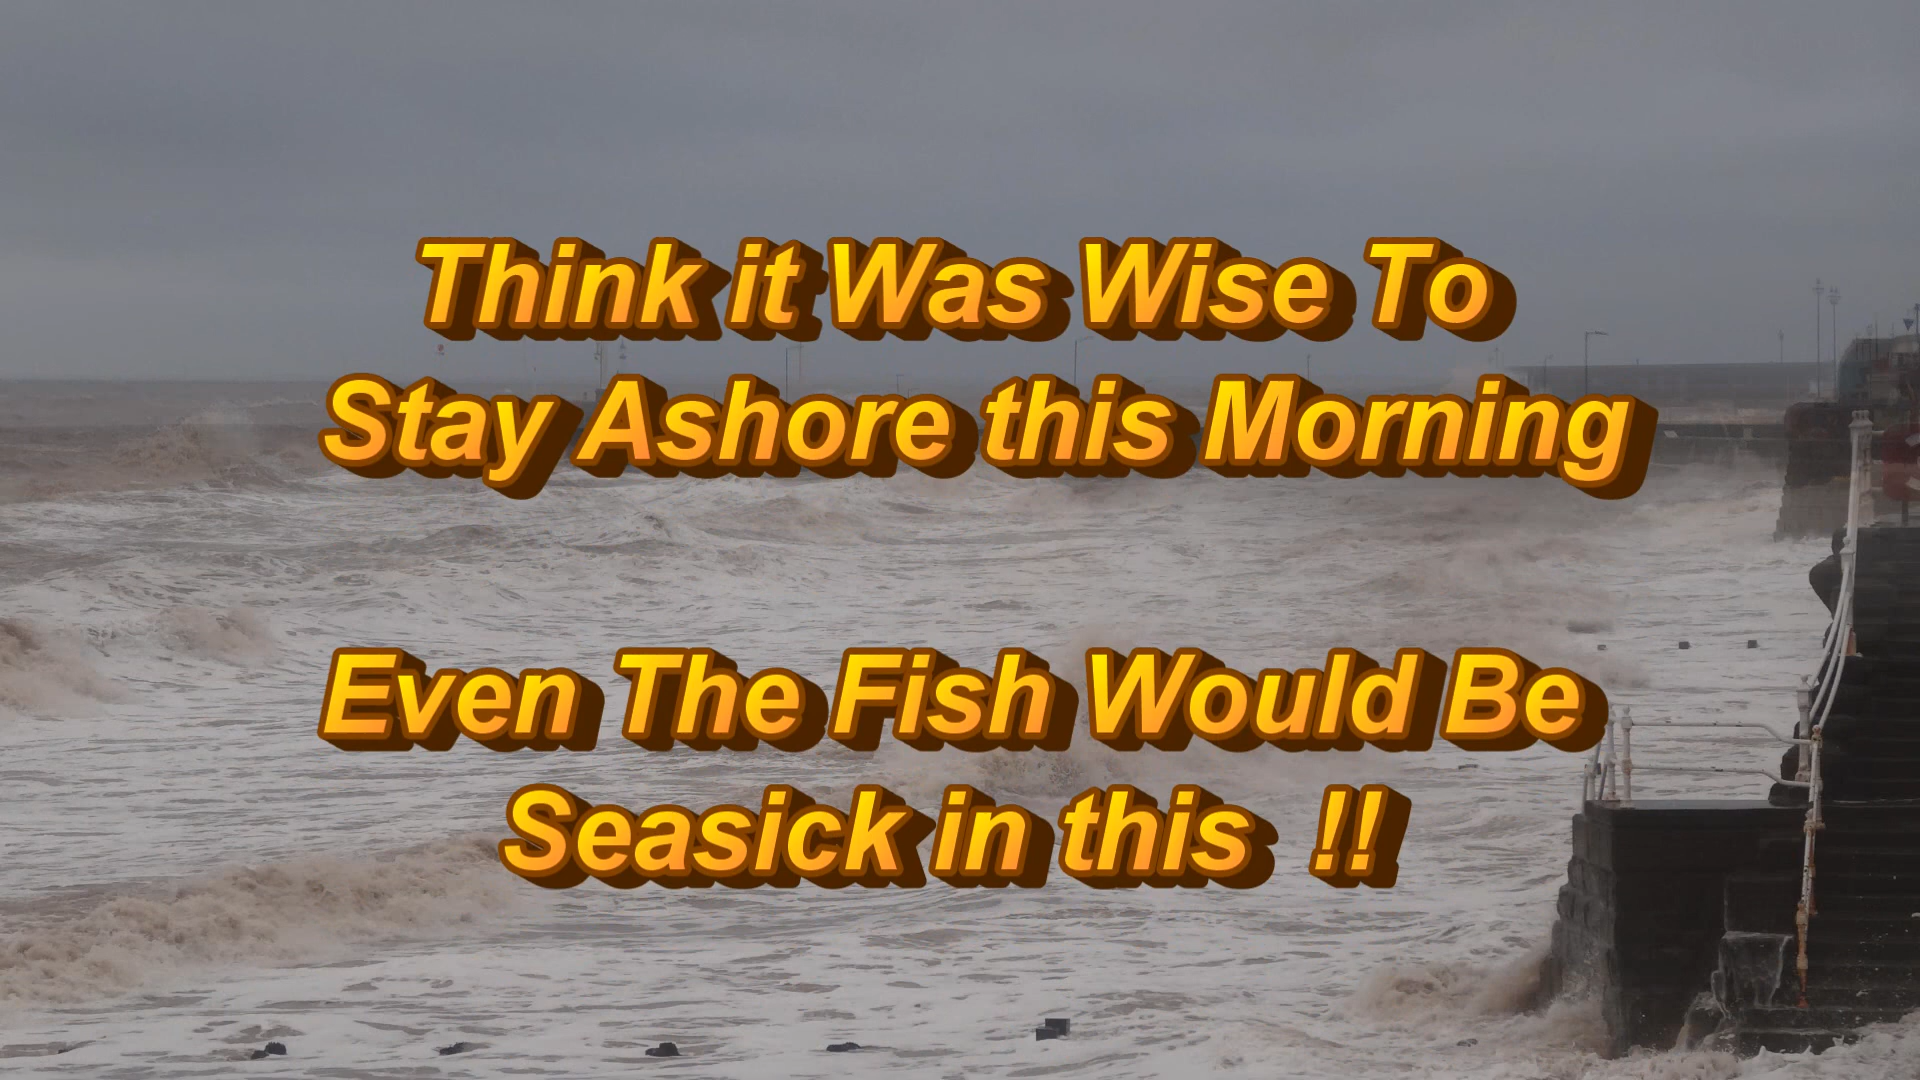 Think it Was Wise To
Stay Ashore this Morning
Even The Fish Would Be
Seasick in this !!